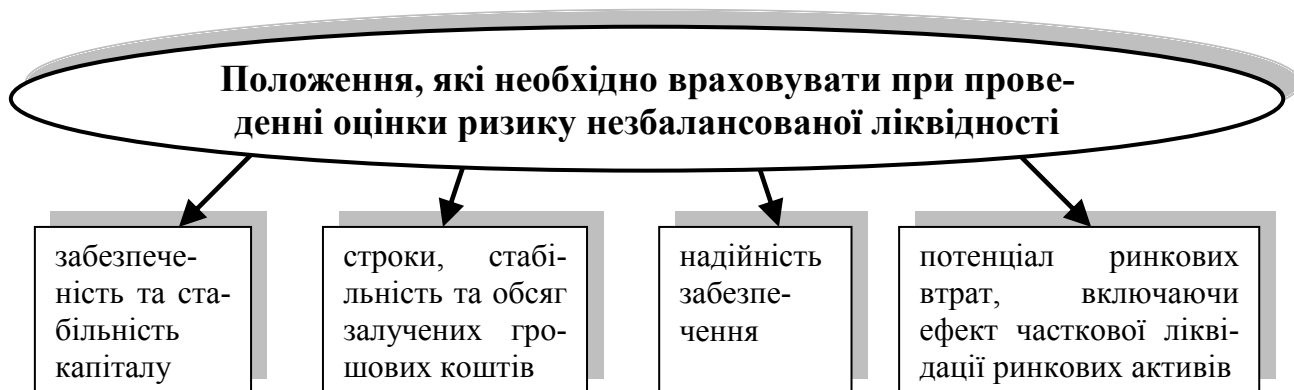 Положення, які необхідно враховувати при прове-
денні оцінки ризику незбалансованої ліквідності
забезпече-
ність та ста-
більність
капіталу
строки, стабі-
льність та обсяг
залучених гро-
шових коштів
надійність
забезпе-
чення
потенціал ринкових
втрат, включаючи
ефект часткової лікві-
дації ринкових активів